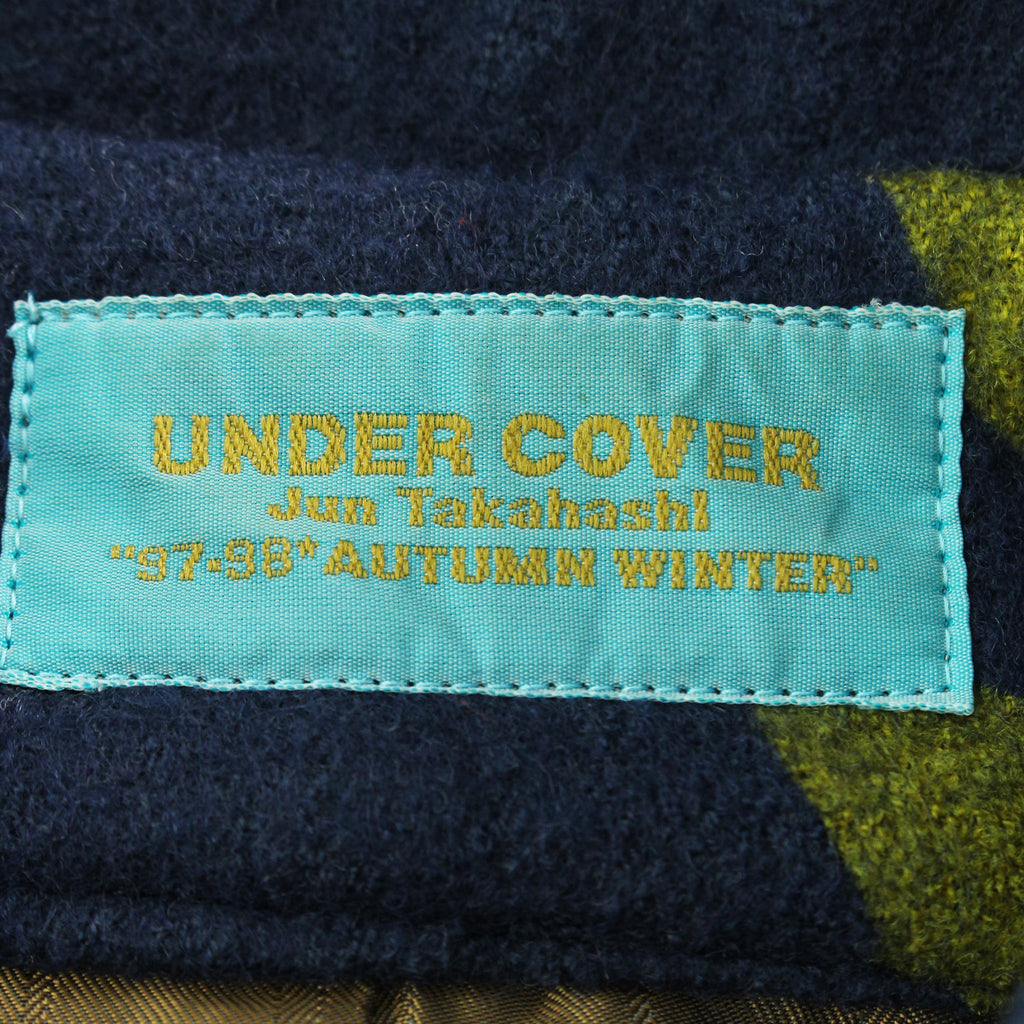 UNDER COVER
Jun Takahashi
"97-98*AUTUMN WINTER"